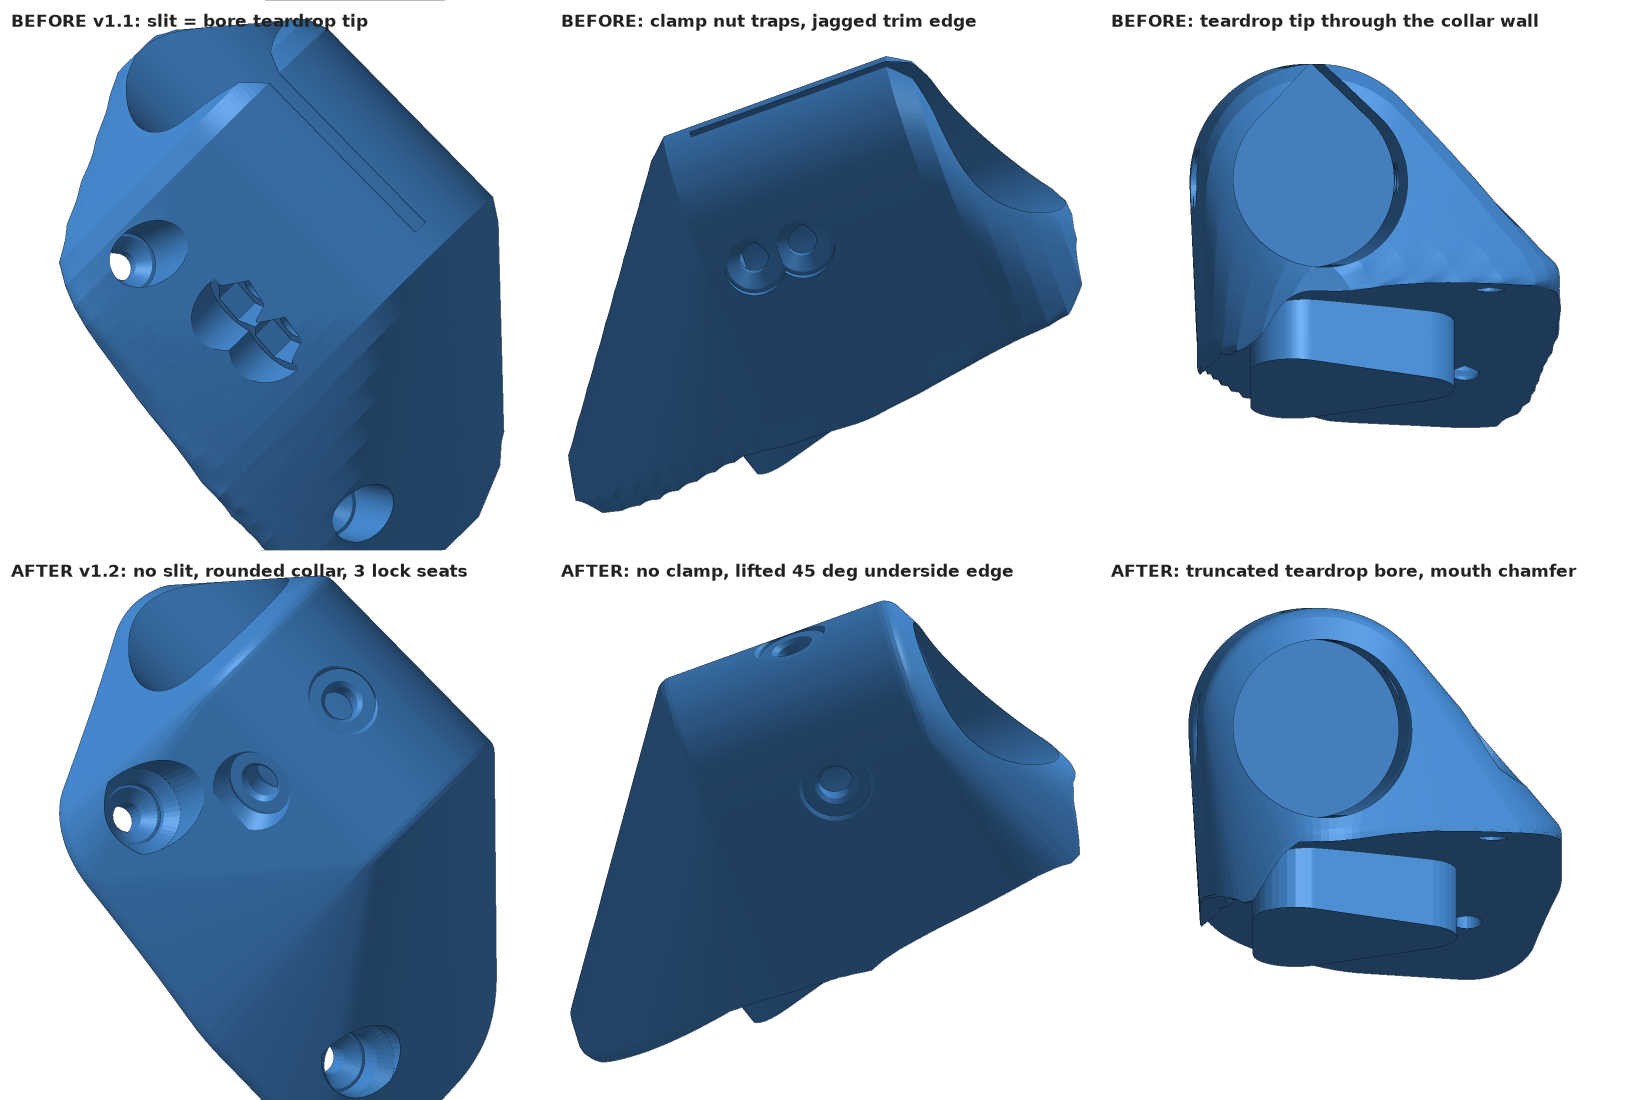 BEFORE v1.1: slit = bore teardrop tip
BEFORE: clamp nut traps, jagged trim edge
BEFORE: teardrop tip through the collar wall
AFTER v1.2: no slit, rounded collar, 3 lock seats
AFTER: no clamp, lifted 45 deg underside edge
AFTER: truncated teardrop bore, mouth chamfer